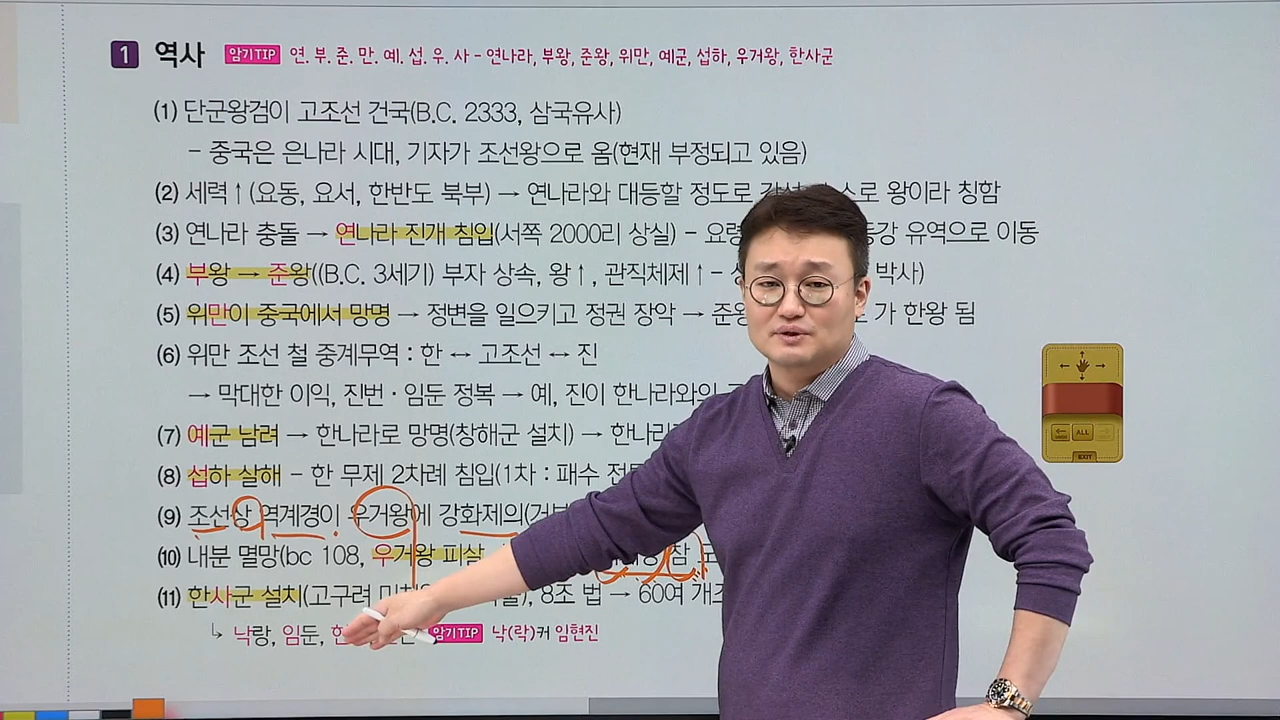 1 역사 암기TIP 연. 부. 준. 만. 예. 섭. 우. 사 - 연나라, 부왕, 준왕, 위만, 예군, 섭하, 우거왕, 한사군
(1) 단군왕검이 고조선 건국(B.C. 2333, 삼국유사)
- 중국은 은나라 시대, 기자가 조선왕으로 옴(현재 부정되고 있음)
(2) 세력↑(요동, 요서, 한반도 북부) → 연나라와 대등할 정도로 로 왕이라 칭함
(3) 연나라 충돌 → 연나라 진개 침입(서쪽 2000리 상실) - 유역으로 이동
(4) 부왕 → 준왕((B.C. 3세기) 부자 상속, 왕↑, 관직체제↑ - 박사)
(5) 위만이 중국에서 망명 → 정변을 일으키고 정권 장악 → 가 한왕 됨
(6) 위만 조선 철 중계무역 : 한 ↔ 고조선 ↔ 진
→ 막대한 이익, 진번·임둔 정복 → 예, 진이 한나라와의
(7) 예군 남려 → 한나라로 망명(창해군 설치) →
(8) 섭하 살해 - 한 무제 2차례 침입(1차 : 패수
(9) 조선상 역계경이 우거왕에 강화제의(
(10) 내분 멸망(bc 108, 우거왕 피살
(11) 한사군 설치(고구려 8조 법 → 60여
↳ 낙랑, 임둔, 암기TIP 낙(락)커 임현진
ALL
EXIT